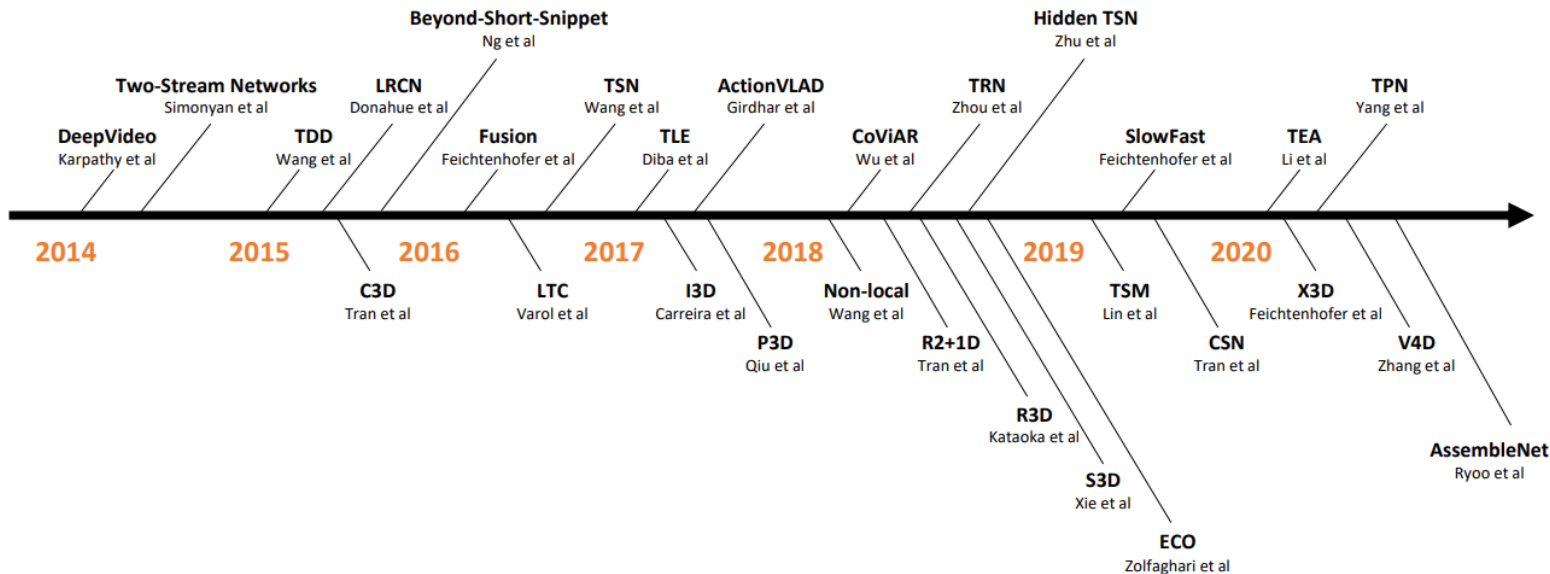 Beyond-Short-Snippet
Ng et al
Hidden TSN
Zhu et al
Two-Stream Networks
Simonyan et al
LRCN
Donahue et al
TSN
Wang et al
ActionVLAD
Girdhar et al
TRN
Zhou et al
TPN
Yang et al
DeepVideo
Karpathy et al
TDD
Wang et al
Fusion
Feichtenhofer et al
TLE
Diba et al
CoViAR
Wu et al
SlowFast
Feichtenhofer et al
TEA
Li et al
2014
2015
2016
2017
2018
2019
2020
C3D
Tran et al
LTC
Varol et al
I3D
Carreira et al
Non-local
Wang et al
TSM
Lin et al
X3D
Feichtenhofer et al
P3D
Qiu et al
R2+1D
Tran et al
CSN
Tran et al
V4D
Zhang et al
R3D
Kataoka et al
AssembleNet
Ryoo et al
S3D
Xie et al
ECO
Zolfaghari et al